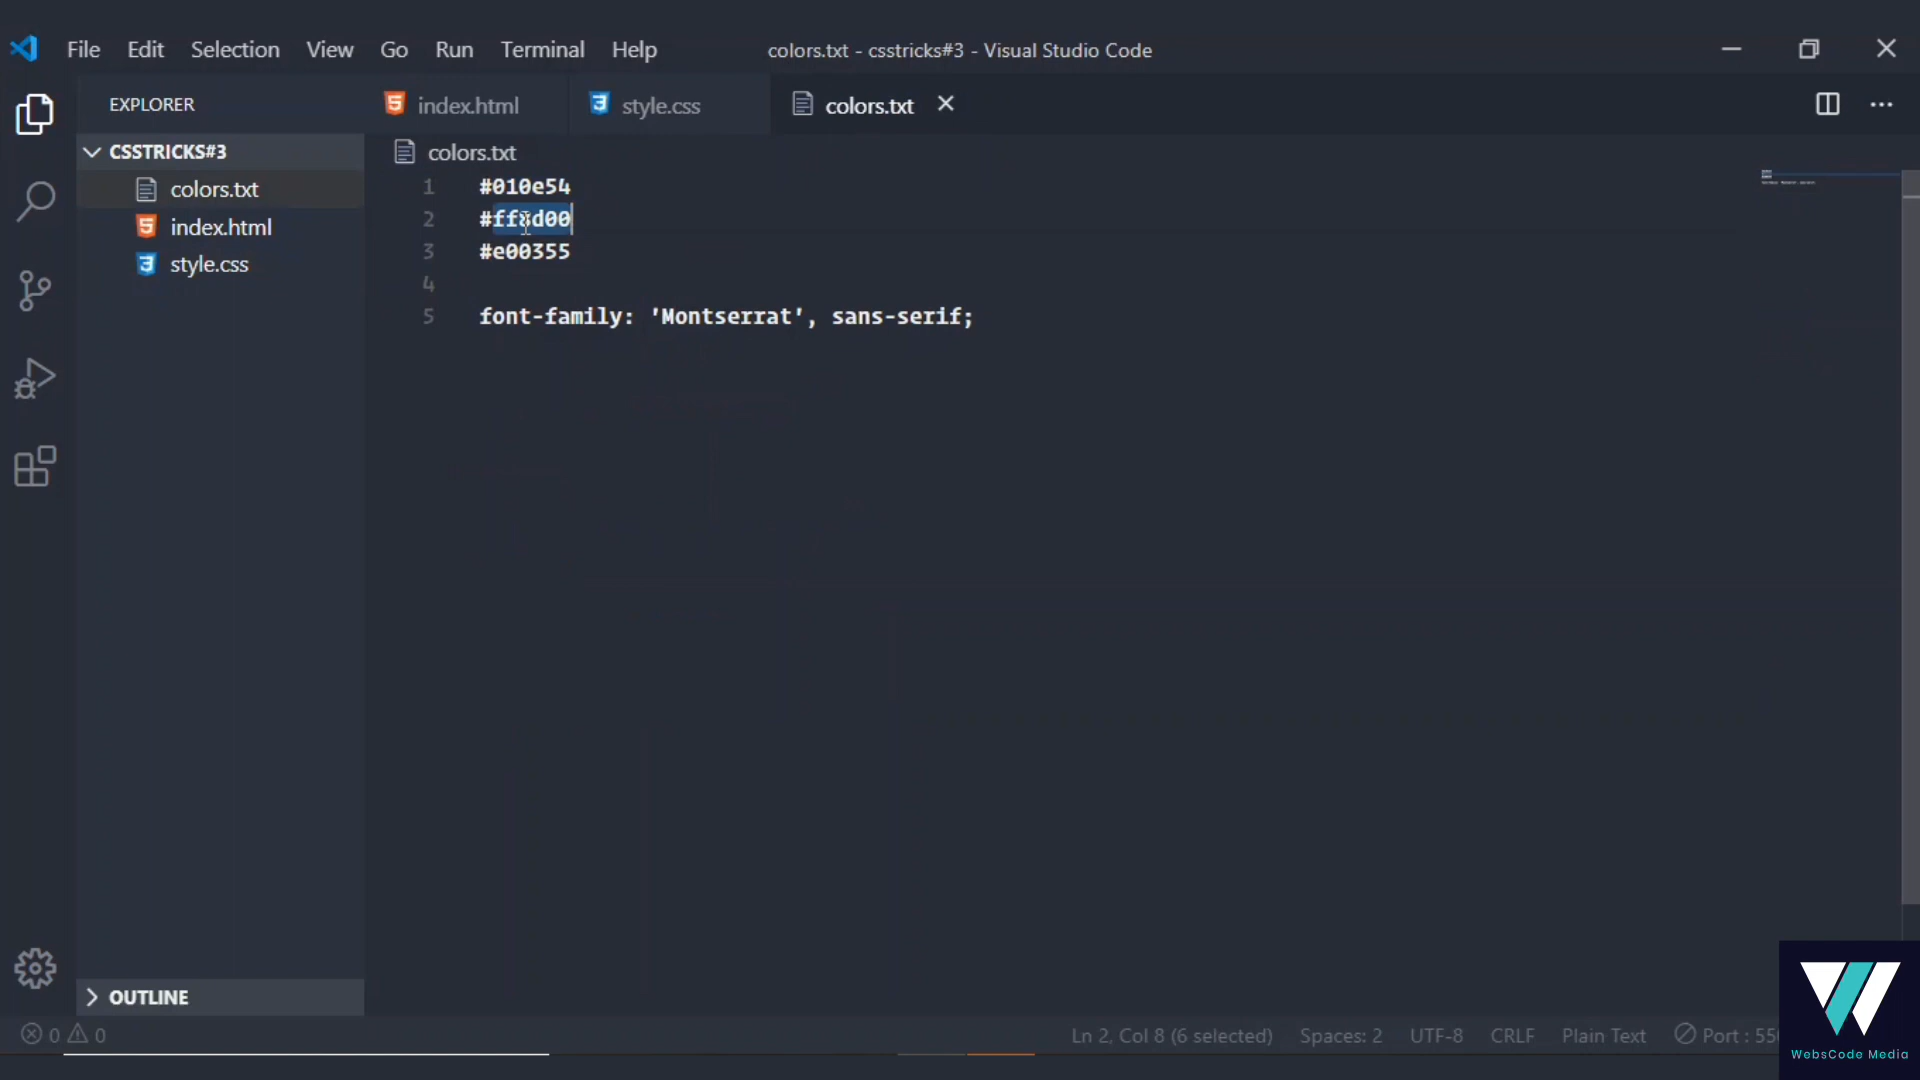 File Edit Selection View Go Run Terminal Help colors.txt - csstricks#3 - Visual Studio Code
EXPLORER index.html style.css colors.txt
CSSTRICKS#3
colors.txt
index.html
style.css
OUTLINE
colors.txt
1 #010e54
2 #ff8d00
3 #e00355
4
5 font-family: 'Montserrat', sans-serif;
0 0 Ln 2, Col 8 (6 selected) Spaces: 2 UTF-8 CRLF Plain Text Port :
WebsCode Media